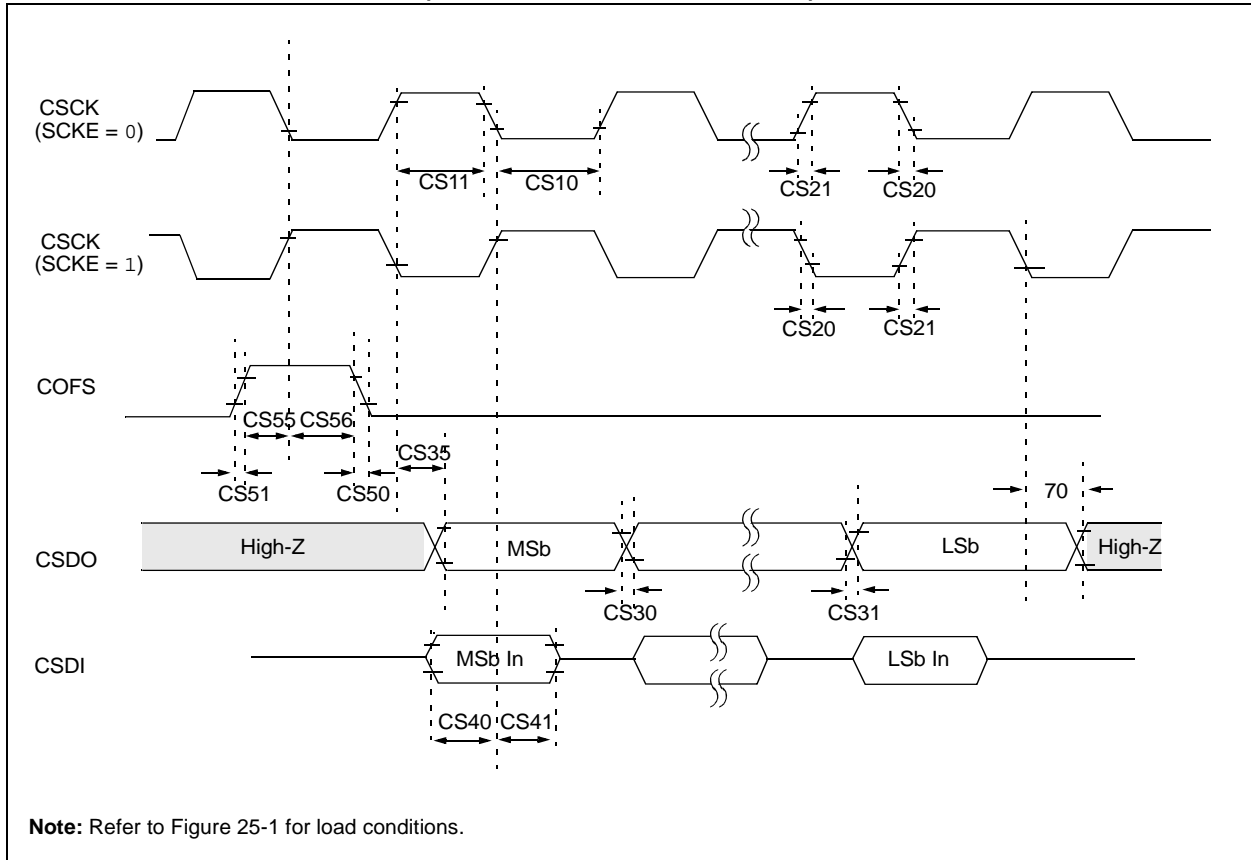 CSCK
(SCKE = 0)
CS11
CS10
CS21
CS20
CSCK
(SCKE = 1)
CS20
CS21
COFS
CS55
CS56
CS35
CS51
CS50
70
CSDO
High-Z
MSb
LSb
High-Z
CS30
CS31
CSDI
MSb In
LSb In
CS40
CS41
Note: Refer to Figure 25-1 for load conditions.